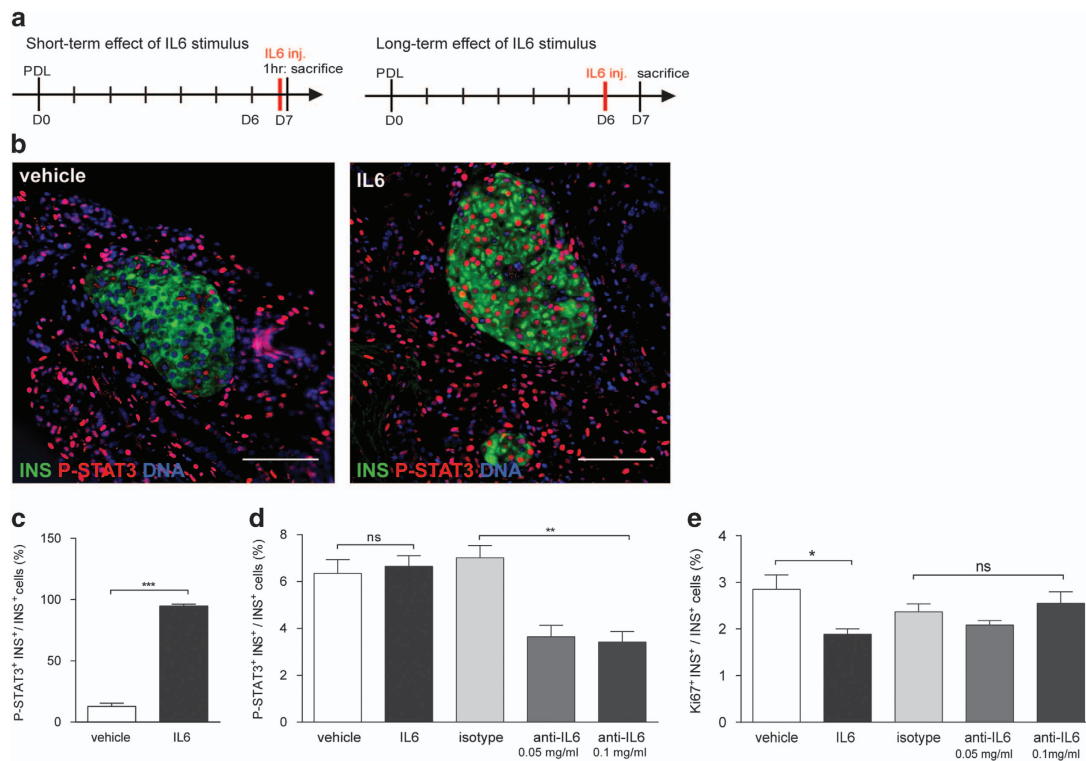 a
Short-term effect of IL6 stimulus
IL6 inj.
PDL
1hr: sacrifice
D0
D6
D7
Long-term effect of IL6 stimulus
PDL
IL6 inj.
sacrifice
D0
D6
D7
b
vehicle
INS P-STAT3 DNA
IL6
INS P-STAT3 DNA
c
P-STAT3⁺ INS⁺/ INS⁺ cells (%)
150
100
50
0
***
vehicle
IL6
d
P-STAT3⁺ INS⁺/ INS⁺ cells (%)
8
6
4
2
0
ns
**
vehicle
IL6
isotype
anti-IL6
0.05 mg/ml
anti-IL6
0.1 mg/ml
e
Ki67⁺ INS⁺ / INS⁺ cells (%)
4
3
2
1
0
*
ns
vehicle
IL6
isotype
anti-IL6
0.05 mg/ml
anti-IL6
0.1mg/ml